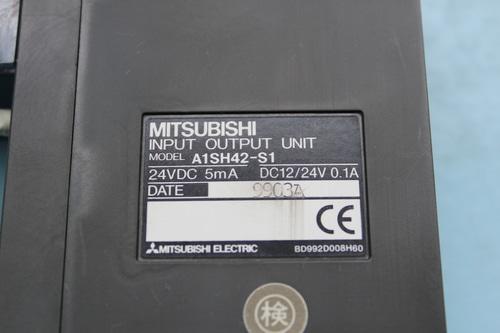 MITSUBISHI
INPUT OUTPUT UNIT
MODEL A1SH42-S1
24VDC 5mA DC12/24V 0.1A
DATE 9903A
CE
MITSUBISHI ELECTRIC BD992D008H60
検